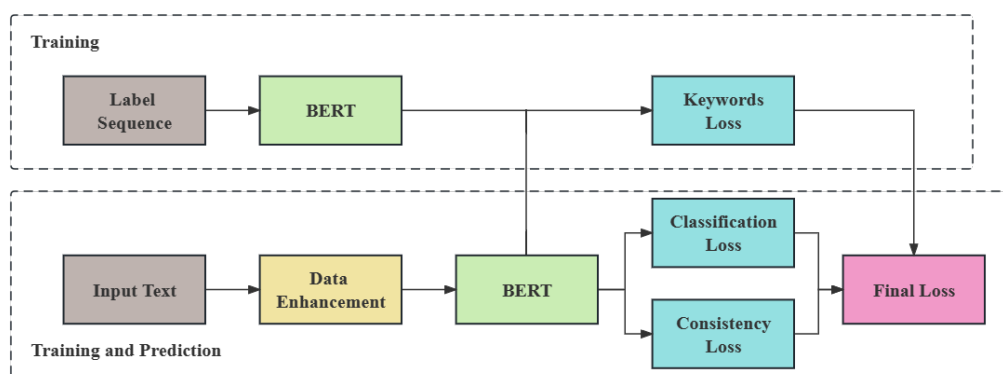 Training
Label
Sequence
BERT
Keywords
Loss
Input Text
Data
Enhancement
BERT
Classification
Loss
Consistency
Loss
Final Loss
Training and Prediction